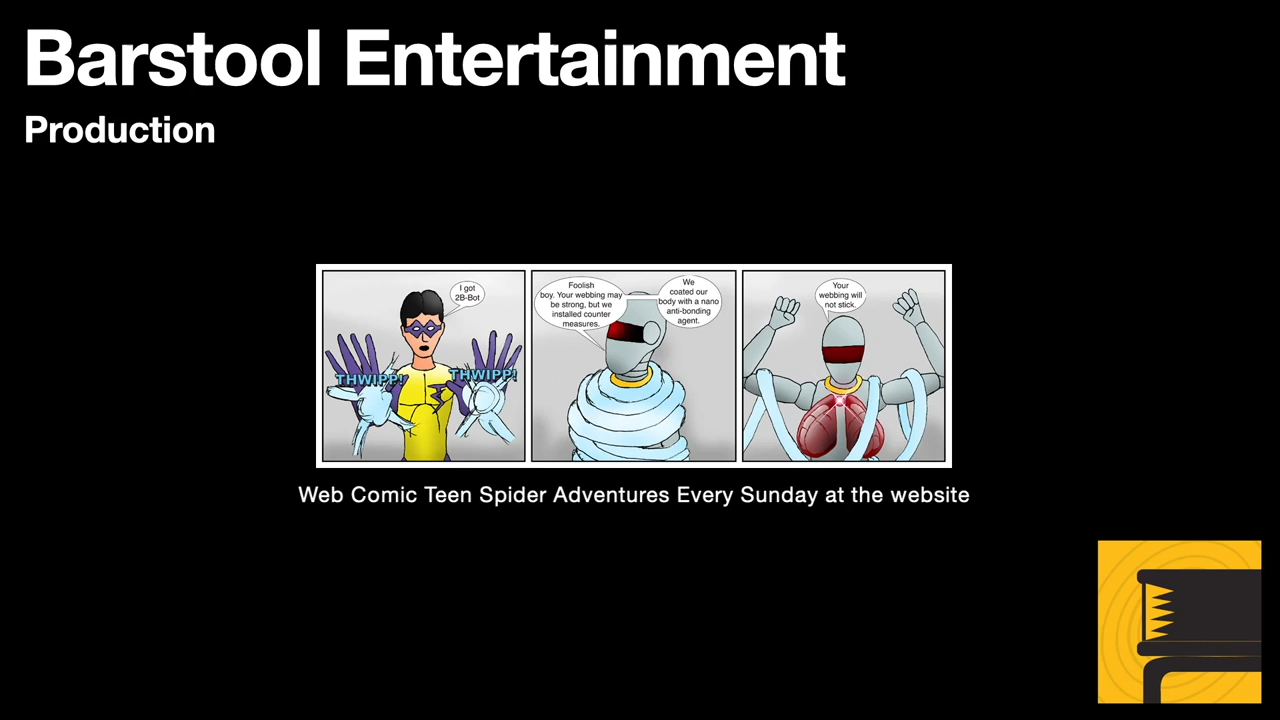 Barstool Entertainment
Production
I got
2B-Bot
THWIPP!
THWIPP!
Foolish
boy. Your webbing may
be strong, but we
installed counter
measures.
We
coated our
body with a nano
anti-bonding
agent.
Your
webbing will
not stick.
Web Comic Teen Spider Adventures Every Sunday at the website